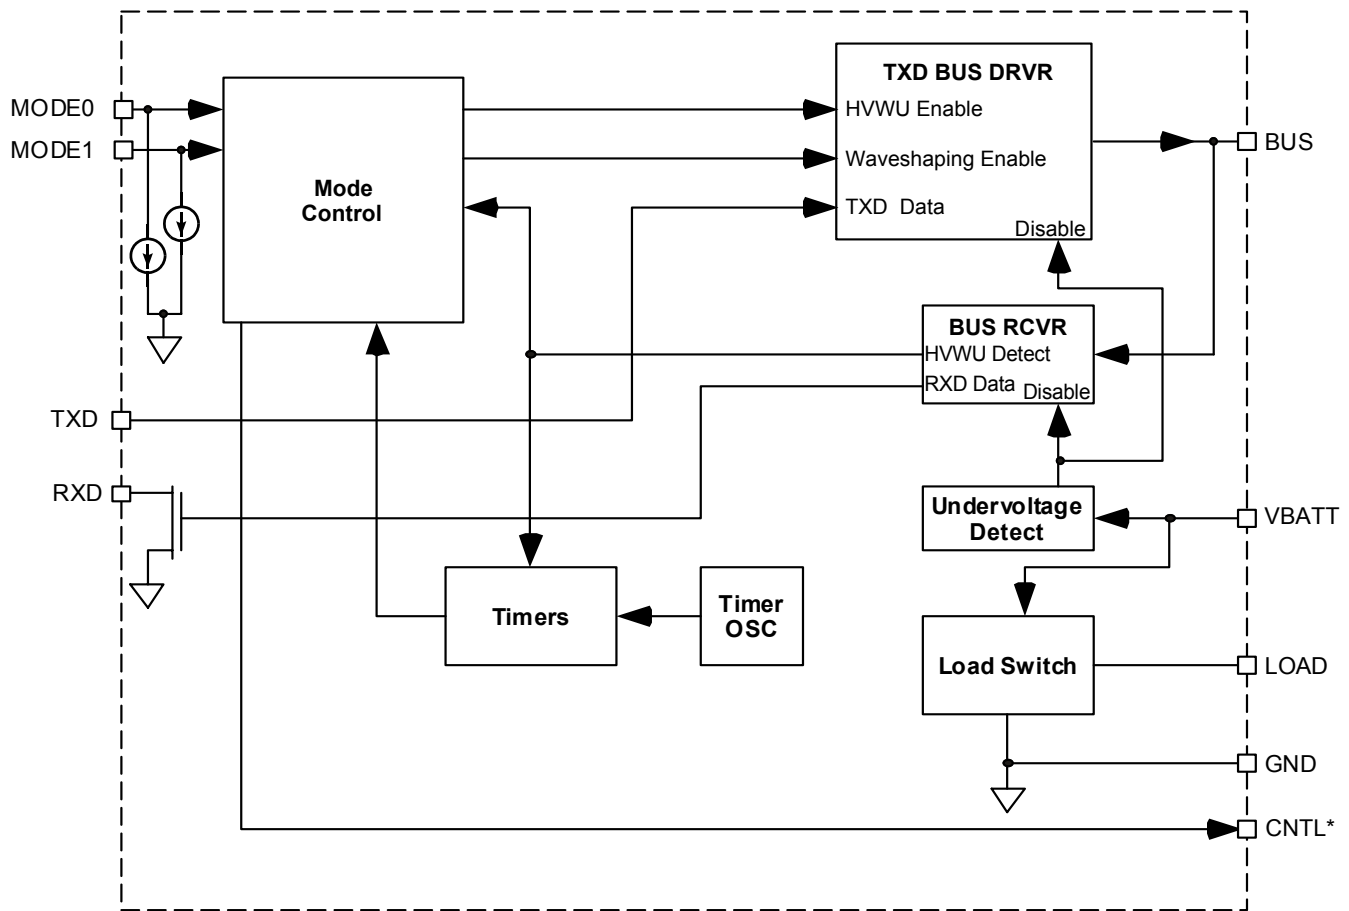 TXD BUS DRVR
MODE0
HVWU Enable
MODE1
BUS
Waveshaping Enable
Mode
Control
TXD Data
Disable
BUS RCVR
HVWU Detect
RXD Data
Disable
TXD
RXD
Undervoltage
Detect
VBATT
Timers
Timer
OSC
Load Switch
LOAD
GND
CNTL*